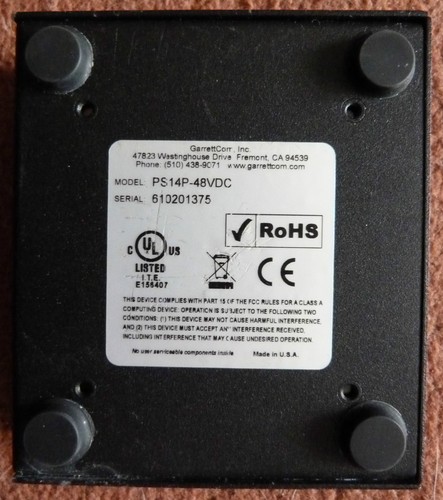 GarrettCom, Inc.
47823 Westinghouse Drive Fremont, CA 94539
Phone: (510) 438-9071 www.garrettcom.com
MODEL PS14P-48VDC
SERIAL 610201375
RoHS
C UL US
LISTED
I.T.E.
E156407
CE
THIS DEVICE COMPLIES WITH PART 15 OF THE FCC RULES FOR A CLASS A
COMPUTING DEVICE: OPERATION IS SUBJECT TO THE FOLLOWING TWO
CONDITIONS: (1) THIS DEVICE MAY NOT CAUSE HARMFUL INTERFERENCE,
AND (2) THIS DEVICE MUST ACCEPT ANY INTERFERENCE RECEIVED,
INCLUDING INTERFERENCE THAT MAY CAUSE UNDESIRED OPERATION
No user serviceable components inside Made in U.S.A.